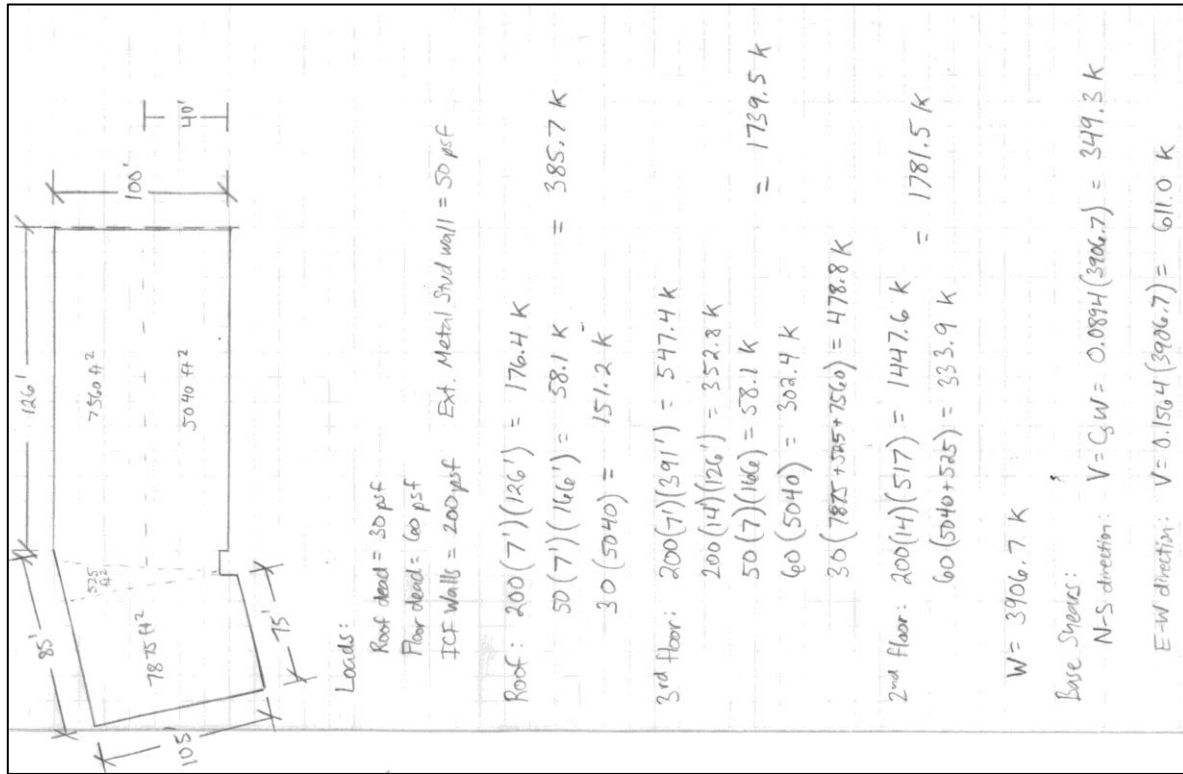 126'
85'
100'
40'
7560 ft²
5040 ft²
525 ft²
7875 ft²
105'
75'
Loads:
Roof dead = 30 psf
Floor dead = 60 psf
ICF Walls = 200 psf Ext. Metal Stud wall = 50 psf
Roof: 200(7')(126') = 176.4 K
50(7')(166') = 58.1 K
30(5040) = 151.2 K = 385.7 K
3rd floor: 200(7')(391') = 547.4 K
200(14')(126') = 352.8 K
50(7)(166) = 58.1 K
60(5040) = 302.4 K
30(7875+525+7560) = 478.8 K = 1739.5 K
2nd floor: 200(14)(517) = 1447.6 K
60(5040+525) = 333.9 K = 1781.5 K
W = 3906.7 K
Base Shears:
N-S direction: V = CsW = 0.0894(3906.7) = 349.3 K
E-W direction: V = 0.1564(3906.7) = 611.0 K